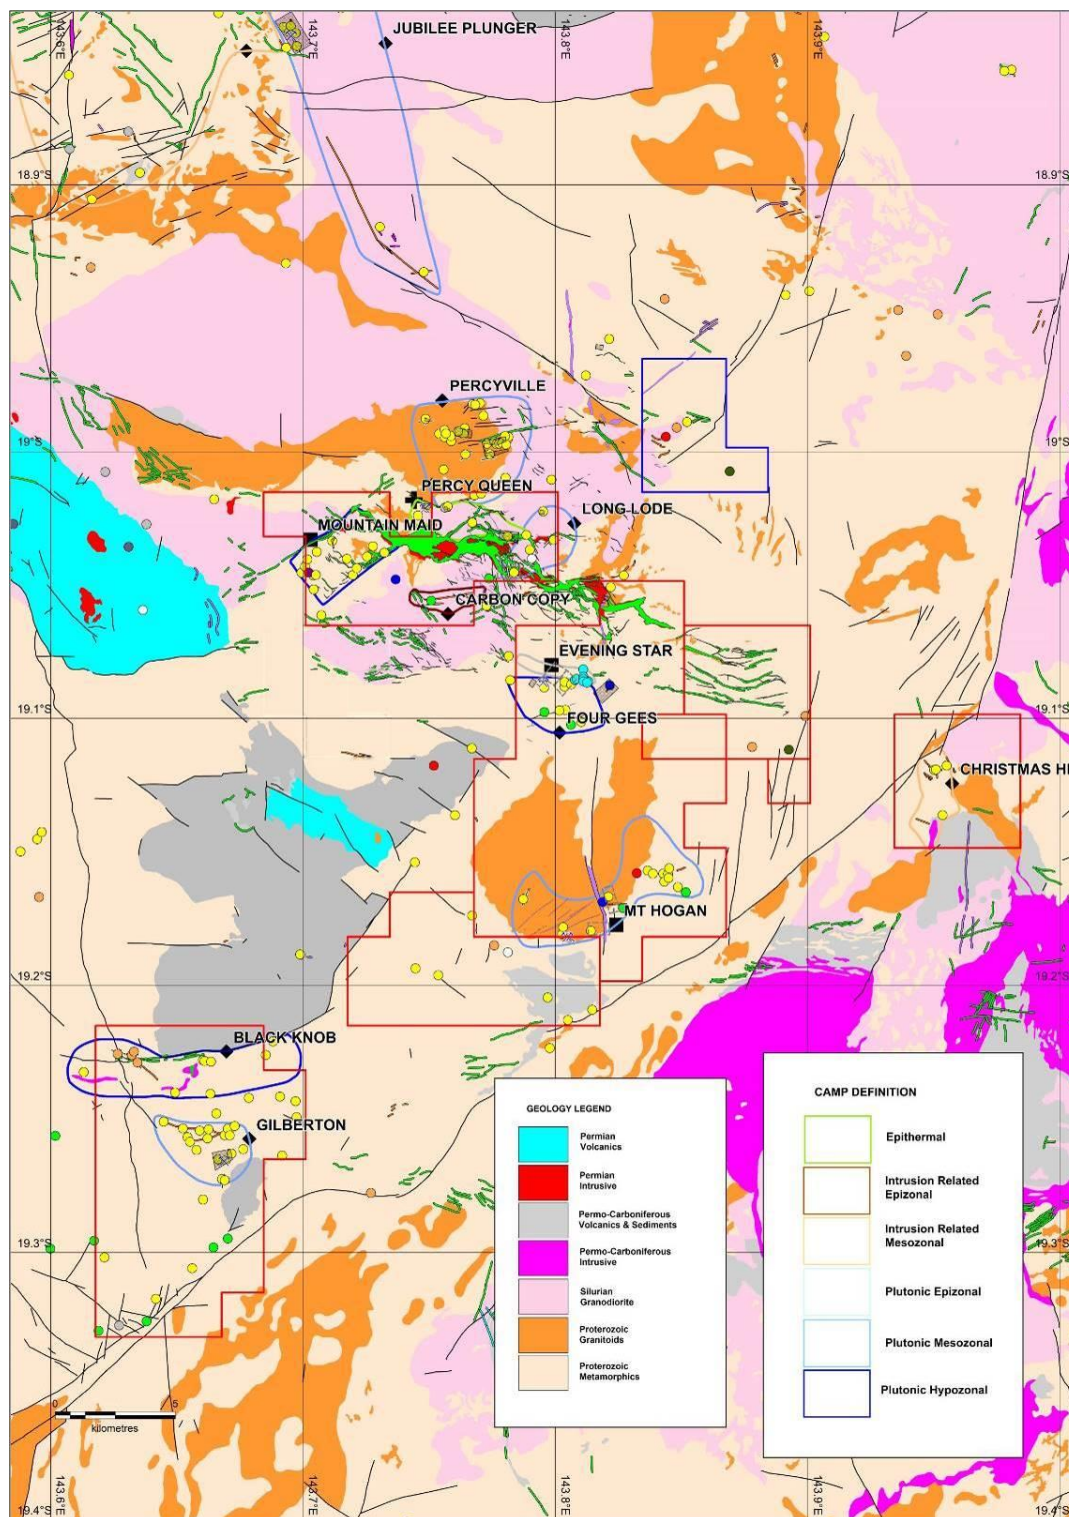 143.6°E
143.7°E
143.8°E
143.9°E
JUBILEE PLUNGER
18.9°S
18.9°S
PERCYVILLE
19°S
19°S
PERCY QUEEN
LONG LODE
MOUNTAIN MAID
CARBON COPY
EVENING STAR
19.1°S
19.1°S
FOUR GEES
CHRISTMAS HI
MT HOGAN
19.2°S
19.2°S
BLACK KNOB
GILBERTON
GEOLOGY LEGEND
Permian
Volcanics
Permian
Intrusive
Permo-Carboniferous
Volcanics & Sediments
Permo-Carboniferous
Intrusive
Silurian
Granodiorite
Proterozoic
Granitoids
Proterozoic
Metamorphics
CAMP DEFINITION
Epithermal
Intrusion Related
Epizonal
Intrusion Related
Mesozonal
Plutonic Epizonal
Plutonic Mesozonal
Plutonic Hypozonal
19.3°S
19.3°S
0 5
kilometres
143.6°E
143.7°E
143.8°E
143.9°E
19.4°S
19.4°S